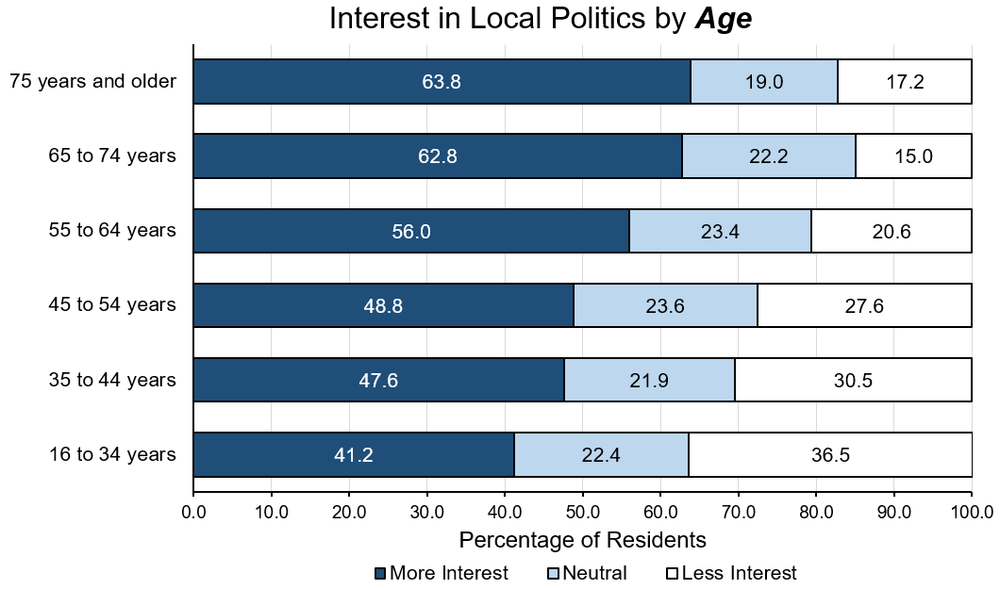 Interest in Local Politics by Age
75 years and older 63.8 19.0 17.2
65 to 74 years 62.8 22.2 15.0
55 to 64 years 56.0 23.4 20.6
45 to 54 years 48.8 23.6 27.6
35 to 44 years 47.6 21.9 30.5
16 to 34 years 41.2 22.4 36.5
0.0 10.0 20.0 30.0 40.0 50.0 60.0 70.0 80.0 90.0 100.0
Percentage of Residents
More Interest Neutral Less Interest